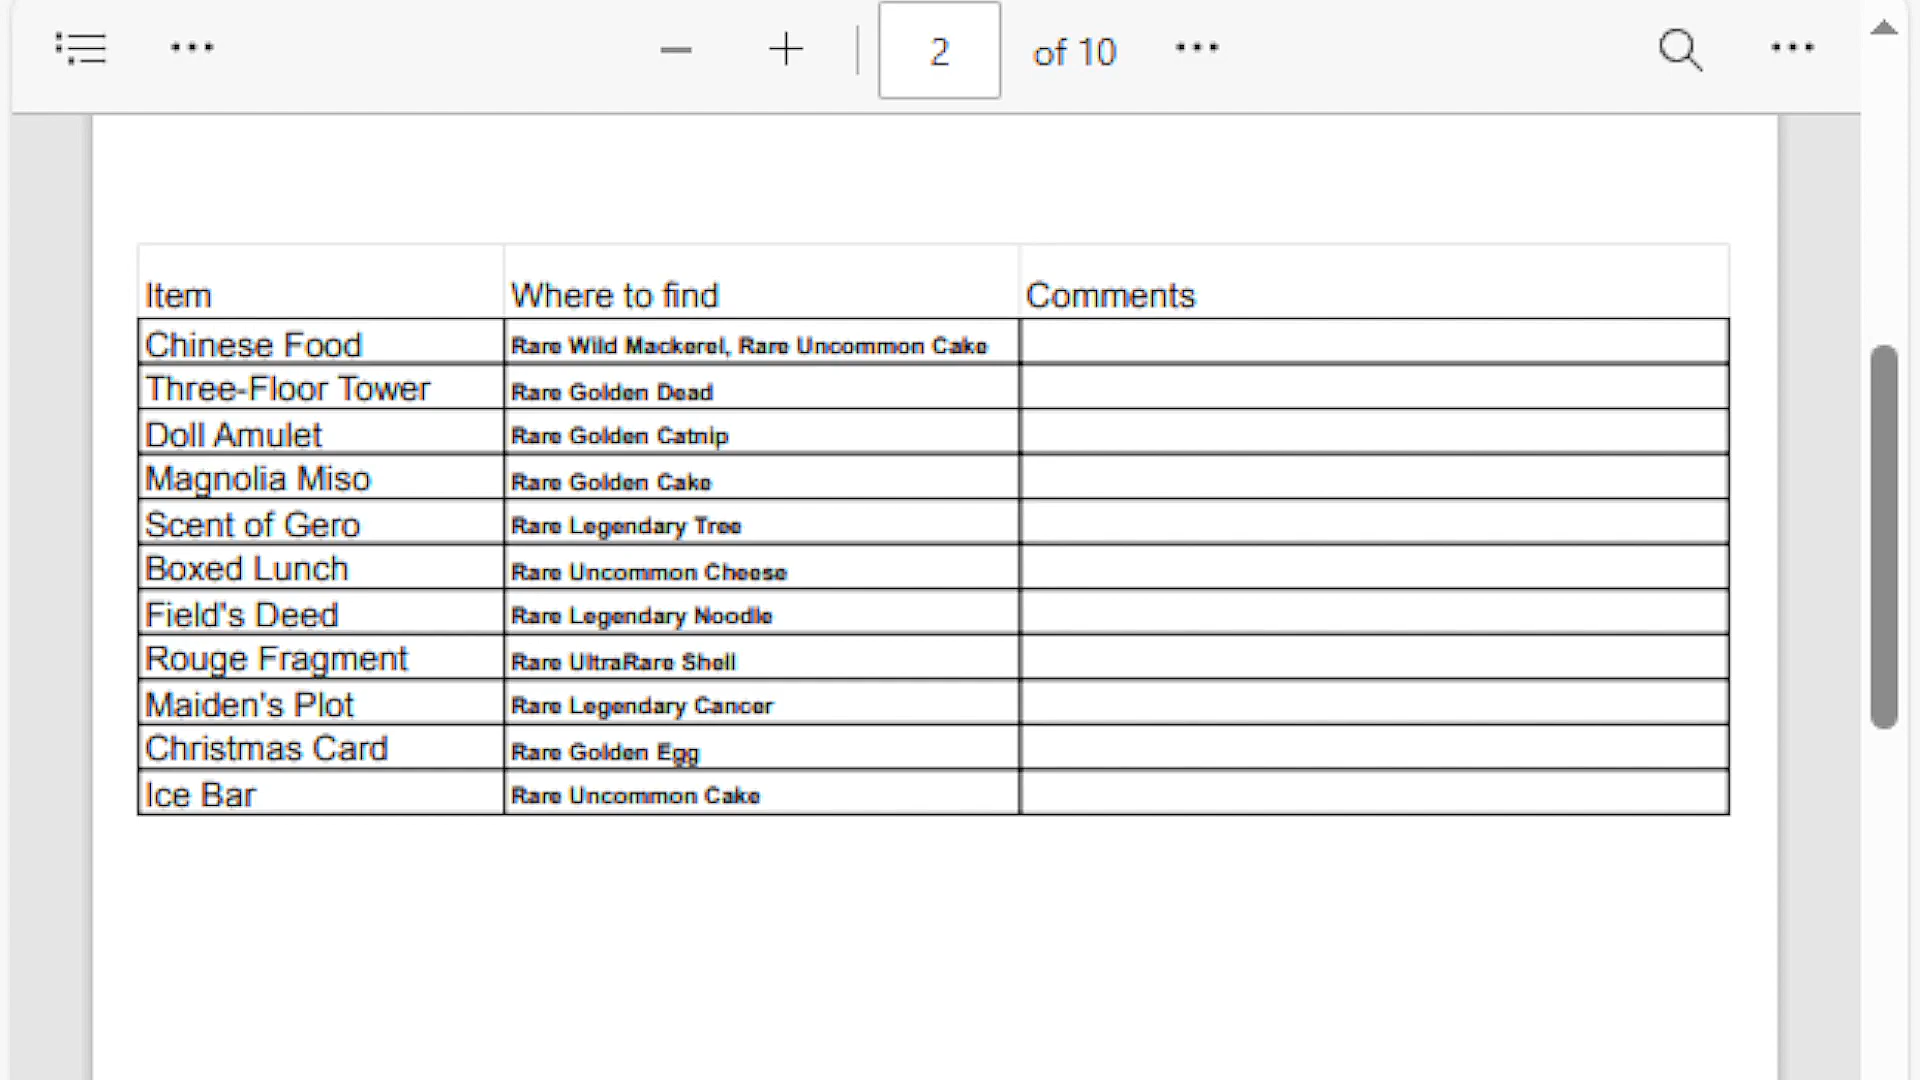 2 of 10
Item Where to find Comments
Chinese Food Rare Wild Mackerel, Rare Uncommon Cake
Three-Floor Tower Rare Golden Dead
Doll Amulet Rare Golden Catnip
Magnolia Miso Rare Golden Cake
Scent of Gero Rare Legendary Tree
Boxed Lunch Rare Uncommon Cheese
Field's Deed Rare Legendary Noodle
Rouge Fragment Rare UltraRare Shell
Maiden's Plot Rare Legendary Cancer
Christmas Card Rare Golden Egg
Ice Bar Rare Uncommon Cake